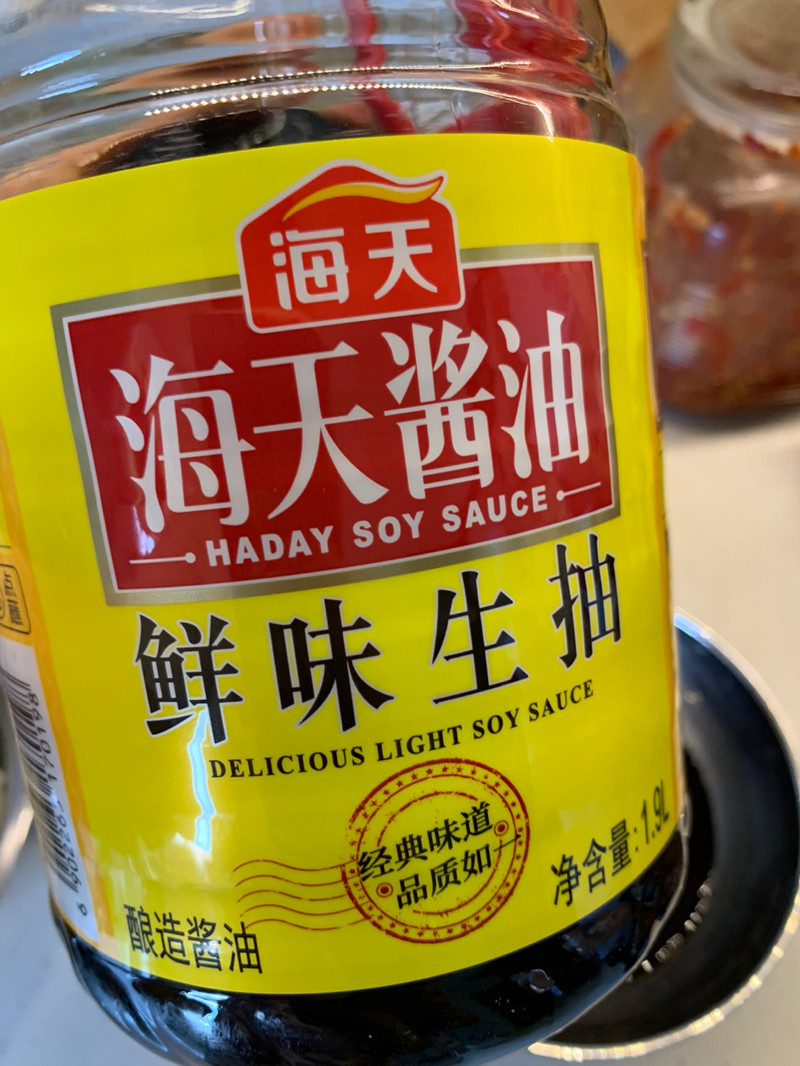 海天
海天酱油
HADAY SOY SAUCE
鲜味生抽
DELICIOUS LIGHT SOY SAUCE
经典味道
品质如一
净含量:1.9L
酿造酱油